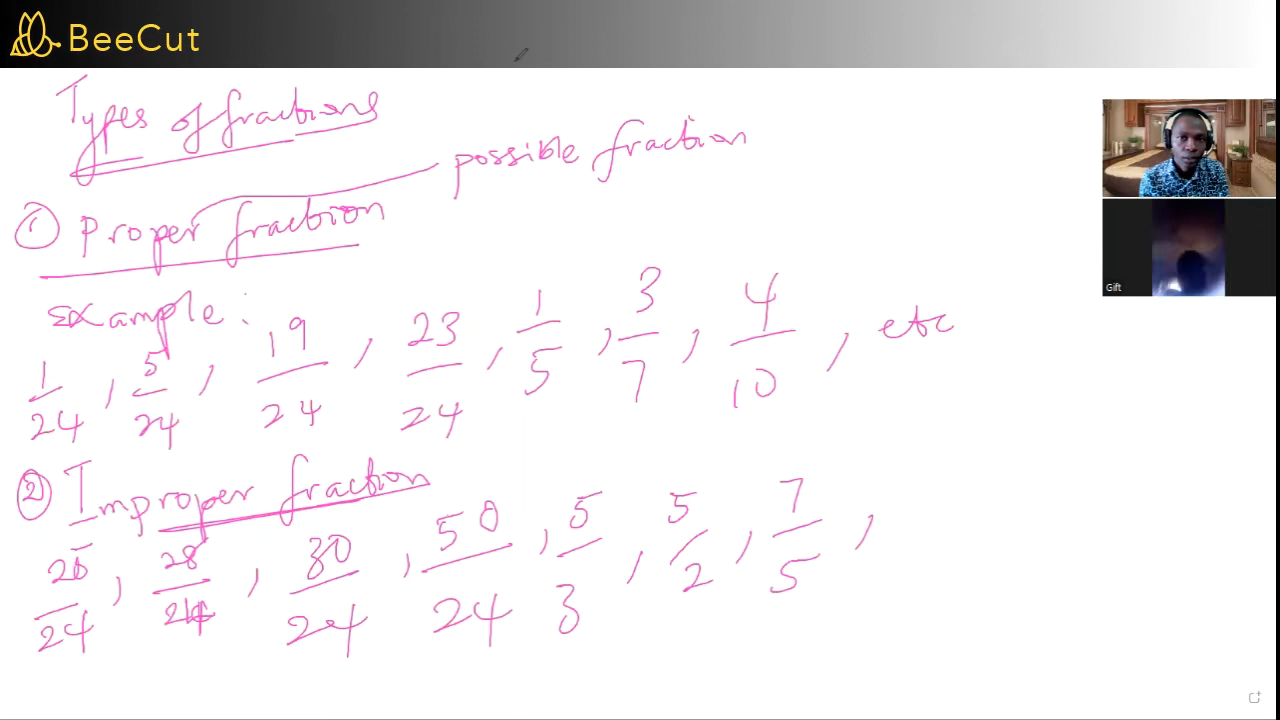 BeeCut
Types of fractions
possible fraction
① Proper fraction
Example:
1/24, 5/24, 19/24, 23/24, 1/5, 3/7, 4/10, etc
② Improper fraction
25/24, 28/24, 30/24, 50/24, 5/3, 5/2, 7/5,
Gift